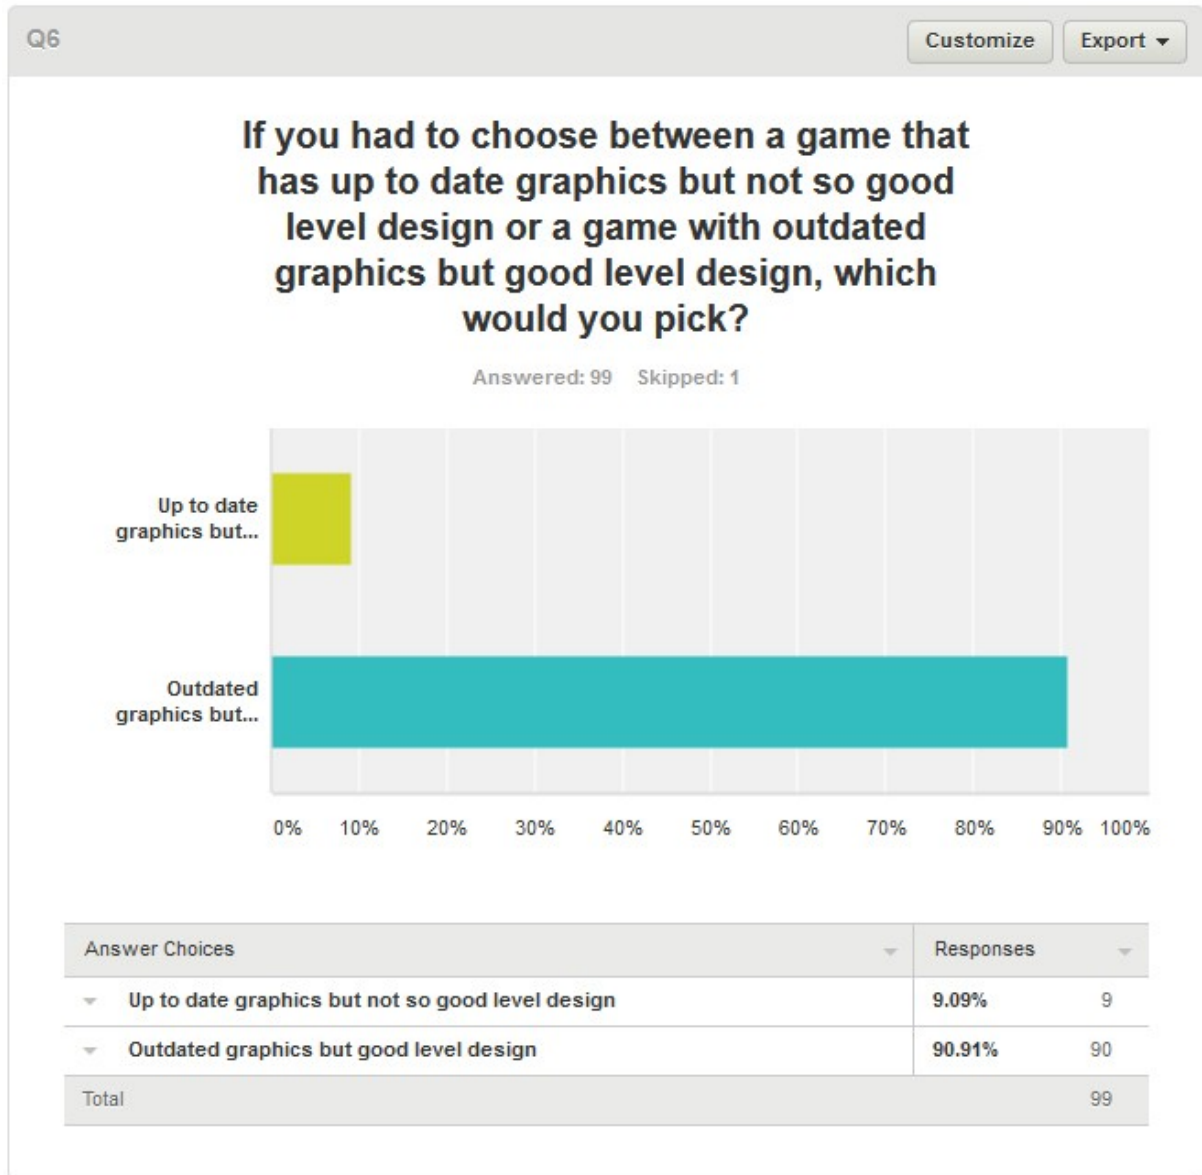 Q6
Customize
Export
If you had to choose between a game that
has up to date graphics but not so good
level design or a game with outdated
graphics but good level design, which
would you pick?
Answered: 99 Skipped: 1
Up to date
graphics but...
Outdated
graphics but...
0% 10% 20% 30% 40% 50% 60% 70% 80% 90% 100%
Answer Choices Responses
Up to date graphics but not so good level design 9.09% 9
Outdated graphics but good level design 90.91% 90
Total 99